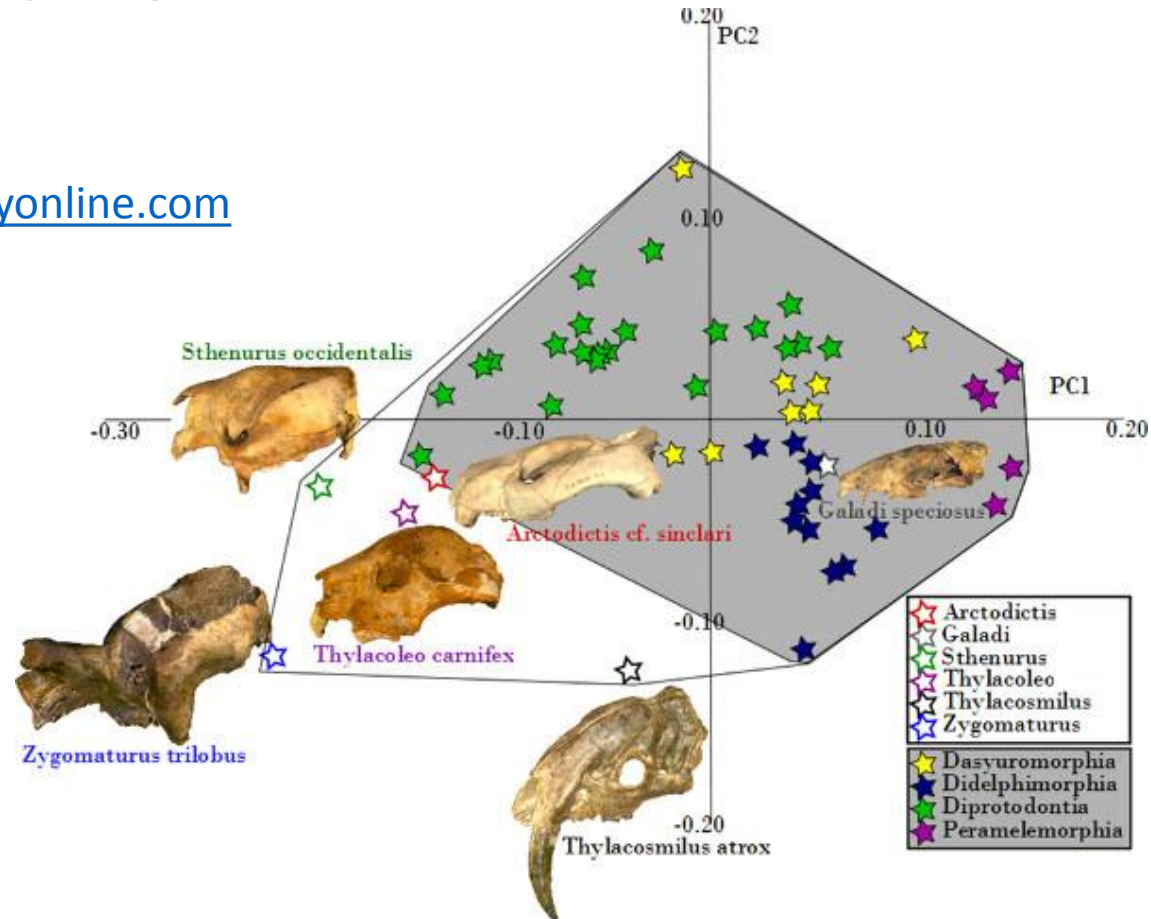 0.20
PC2
yonline.com
0.10
Sthenurus occidentalis
PC1
-0.30
-0.10
0.10
0.20
Galadi speciosus
Arctodictis cf. sinclari
-0.10
Thylacoleo carnifex
Zygomaturus trilobus
Arctodictis
Galadi
Sthenurus
Thylacoleo
Thylacosmilus
Zygomaturus
Dasyuromorphia
Didelphimorphia
Diprotodontia
Peramelemorphia
-0.20
Thylacosmilus atrox